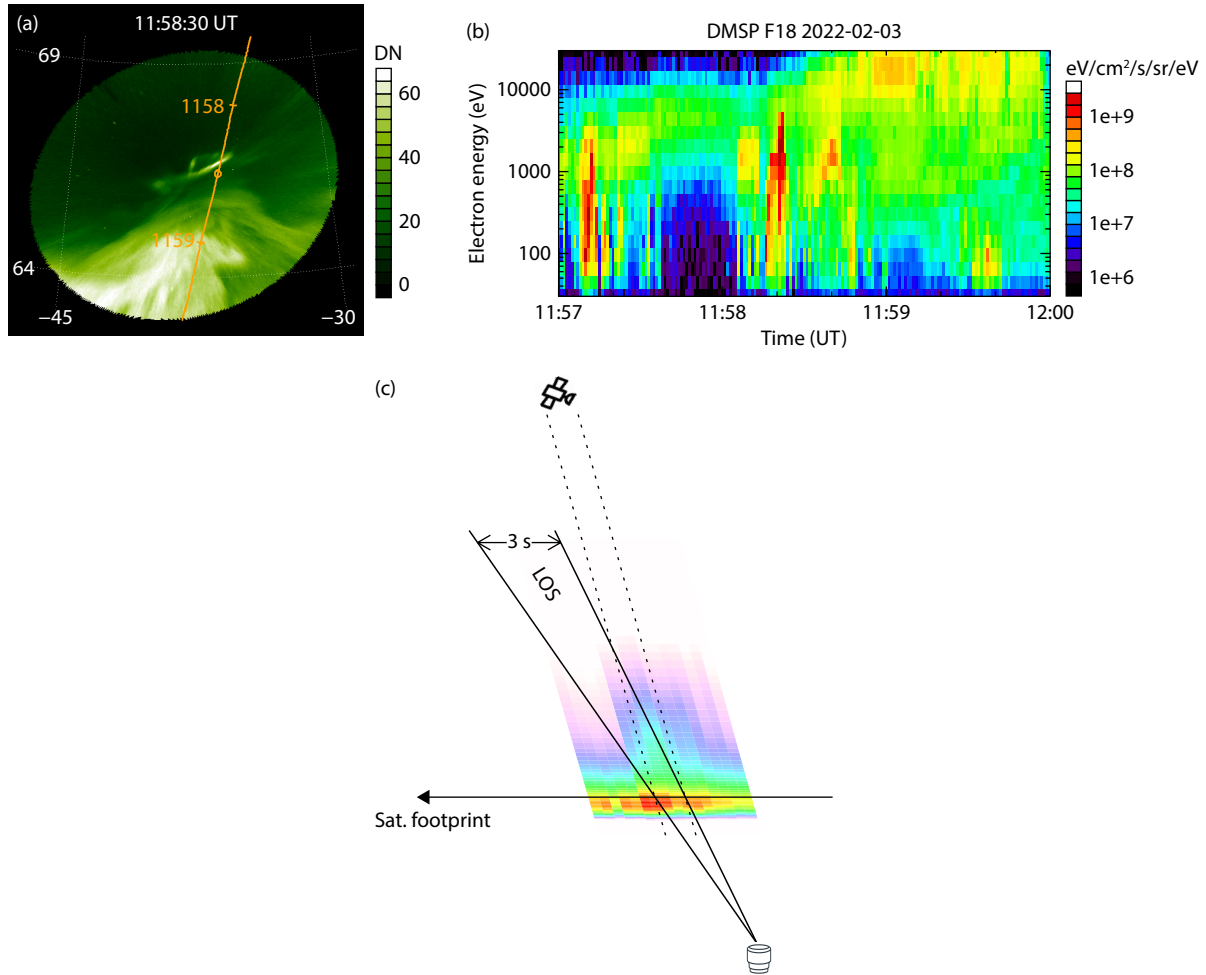 (a)
11:58:30 UT
69
1158
1159
64
−45
−30
DN
60
40
20
0
(b)
DMSP F18 2022-02-03
Electron energy (eV)
10000
1000
100
11:57
11:58
11:59
12:00
Time (UT)
eV/cm²/s/sr/eV
1e+9
1e+8
1e+7
1e+6
(c)
3 s
LOS
Sat. footprint